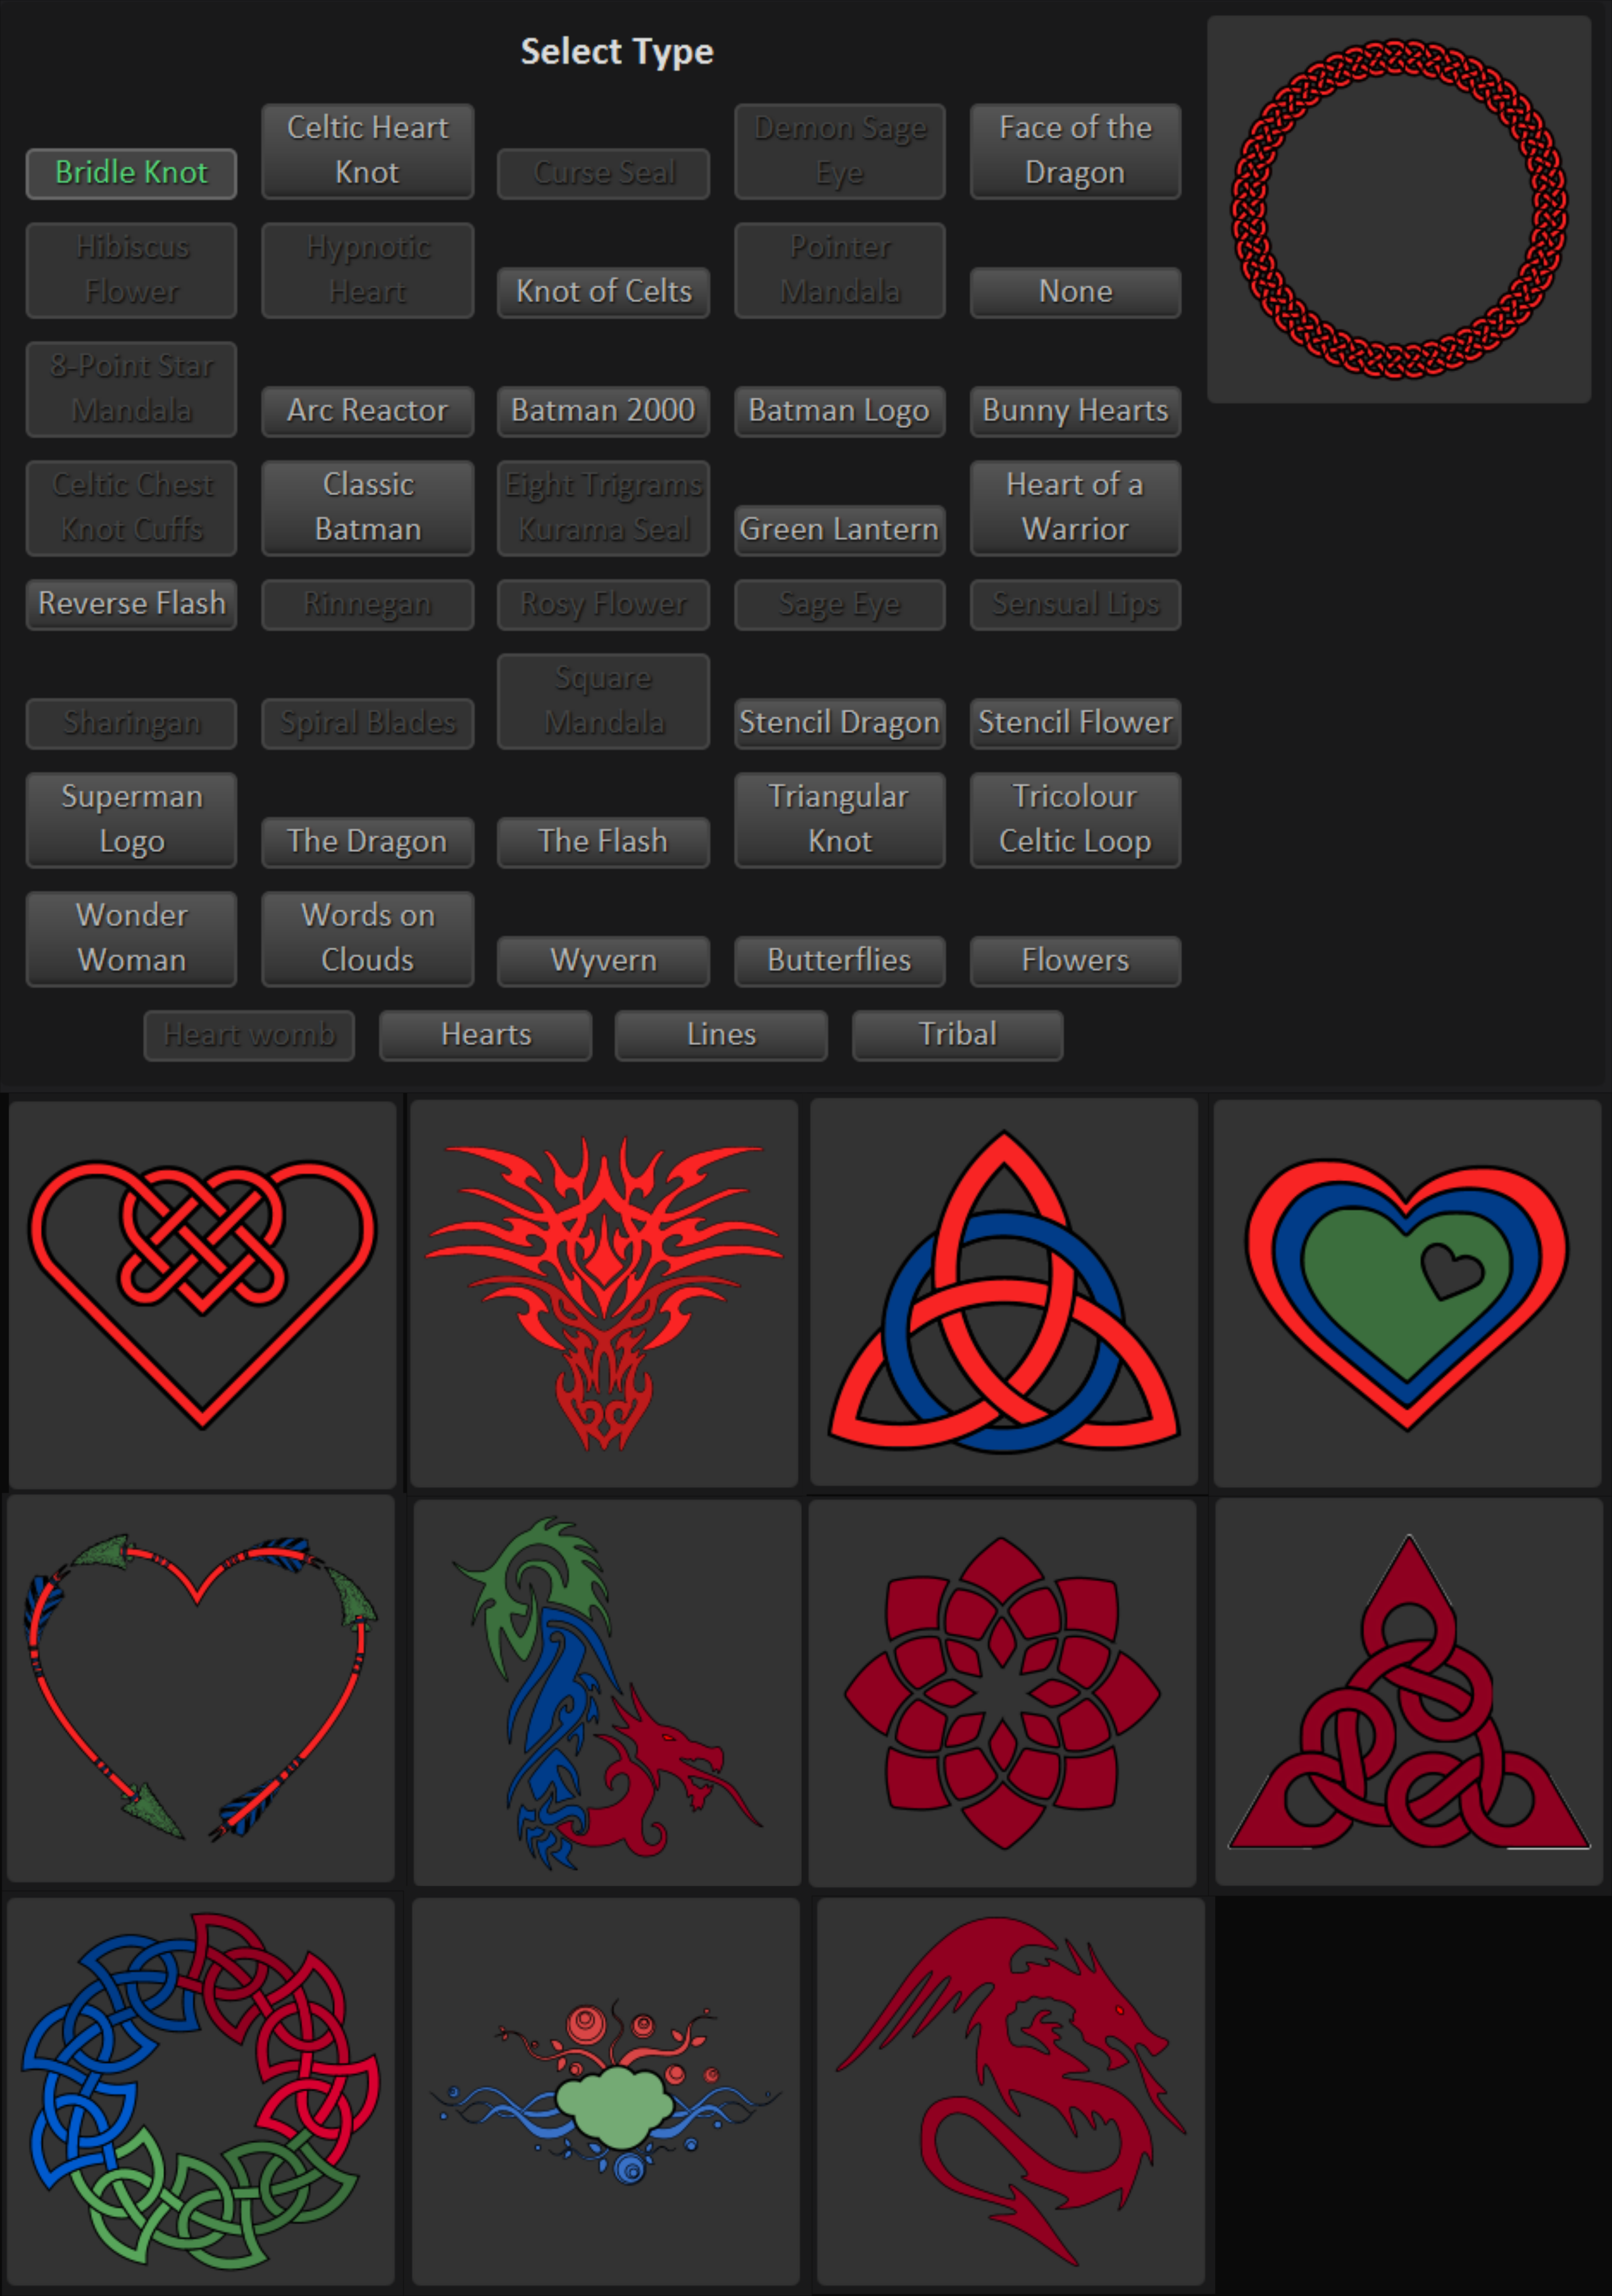 Select Type
Bridle Knot
Celtic Heart
Knot
Curse Seal
Demon Sage
Eye
Face of the
Dragon
Hibiscus
Flower
Hypnotic
Heart
Knot of Celts
Pointer
Mandala
None
8-Point Star
Mandala
Arc Reactor
Batman 2000
Batman Logo
Bunny Hearts
Celtic Chest
Knot Cuffs
Classic
Batman
Eight Trigrams
Kurama Seal
Green Lantern
Heart of a
Warrior
Reverse Flash
Rinnegan
Rosy Flower
Sage Eye
Sensual Lips
Sharingan
Spiral Blades
Square
Mandala
Stencil Dragon
Stencil Flower
Superman
Logo
The Dragon
The Flash
Triangular
Knot
Tricolour
Celtic Loop
Wonder
Woman
Words on
Clouds
Wyvern
Butterflies
Flowers
Heart womb
Hearts
Lines
Tribal